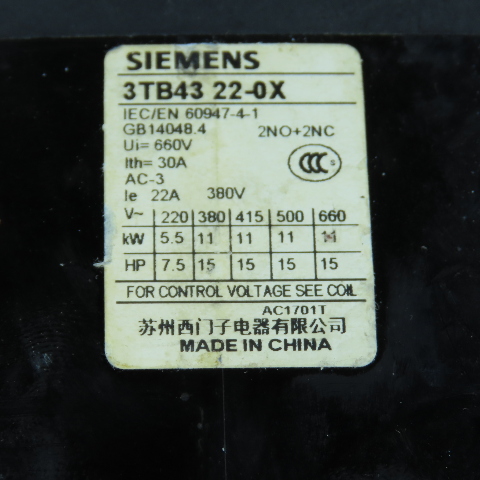 SIEMENS
3TB43 22-0X
IEC/EN 60947-4-1
GB14048.4 2NO+2NC
Ui= 660V
Ith= 30A CCC
AC-3
Ie 22A 380V
V~ 220 380 415 500 660
kW 5.5 11 11 11 11
HP 7.5 15 15 15 15
FOR CONTROL VOLTAGE SEE COIL
AC1701T
苏州西门子电器有限公司
MADE IN CHINA